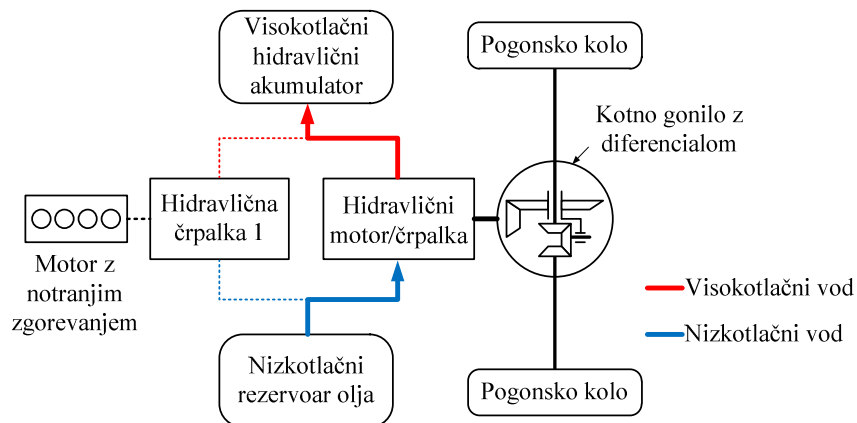 Visokotlačni
hidravlični
akumulator
Pogonsko kolo
Kotno gonilo z
diferencialom
Hidravlična
črpalka 1
Hidravlični
motor/črpalka
Motor z
notranjim
zgorevanjem
Visokotlačni vod
Nizkotlačni vod
Nizkotlačni
rezervoar olja
Pogonsko kolo